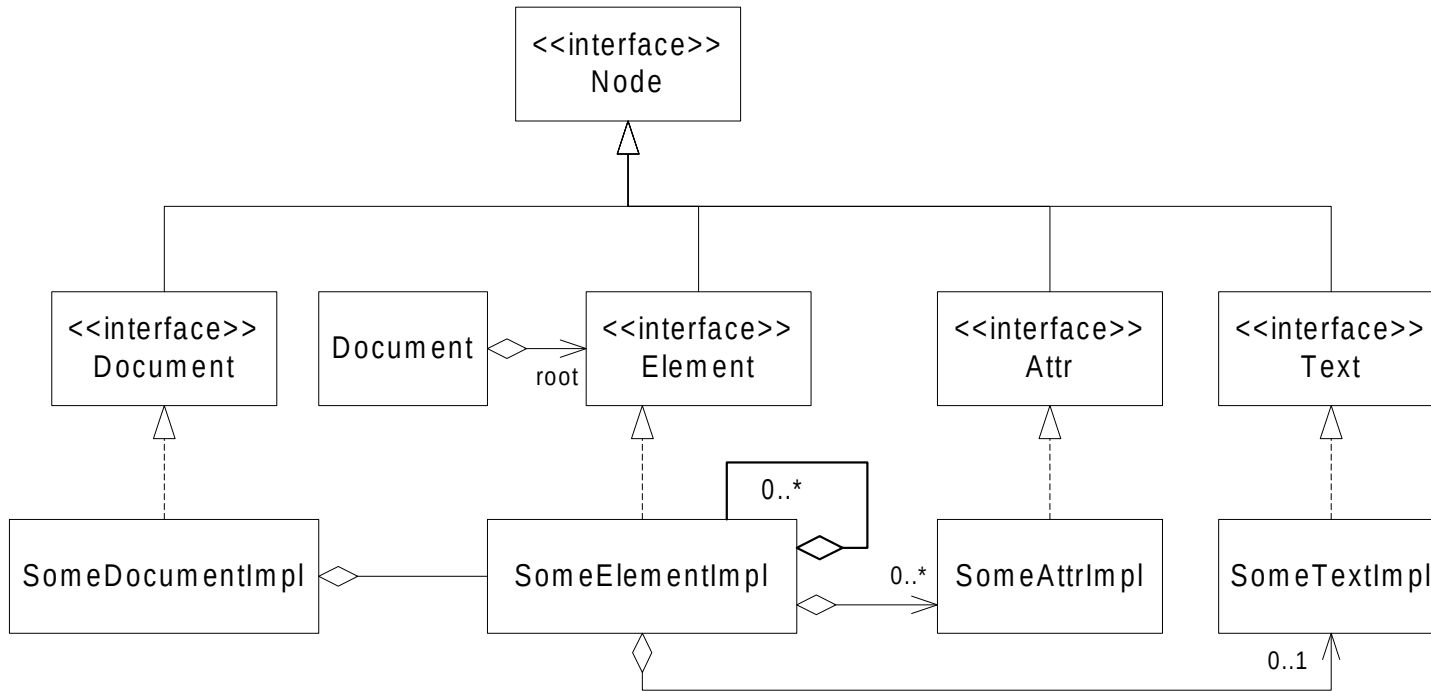 <<interface>>
Node
<<interface>>
Document
Document
root
<<interface>>
Element
<<interface>>
Attr
<<interface>>
Text
0..*
SomeDocumentImpl
SomeElementImpl
0..*
SomeAttrImpl
SomeTextImpl
0..1